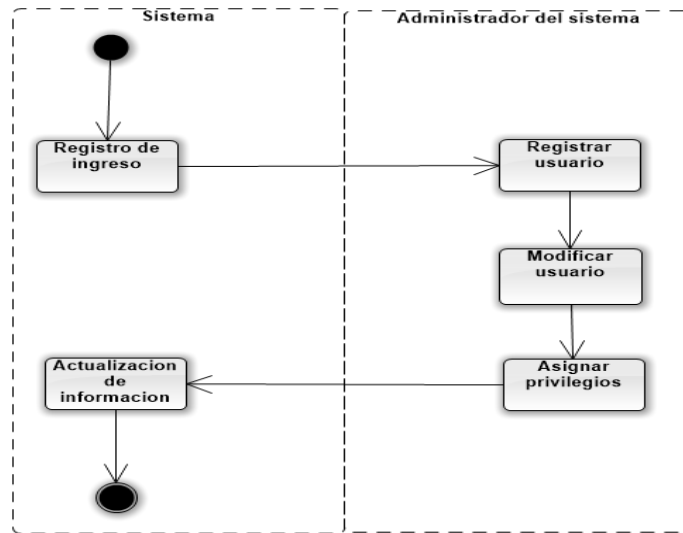 Sistema
Administrador del sistema
Registro de
ingreso
Registrar
usuario
Modificar
usuario
Asignar
privilegios
Actualizacion
de
informacion